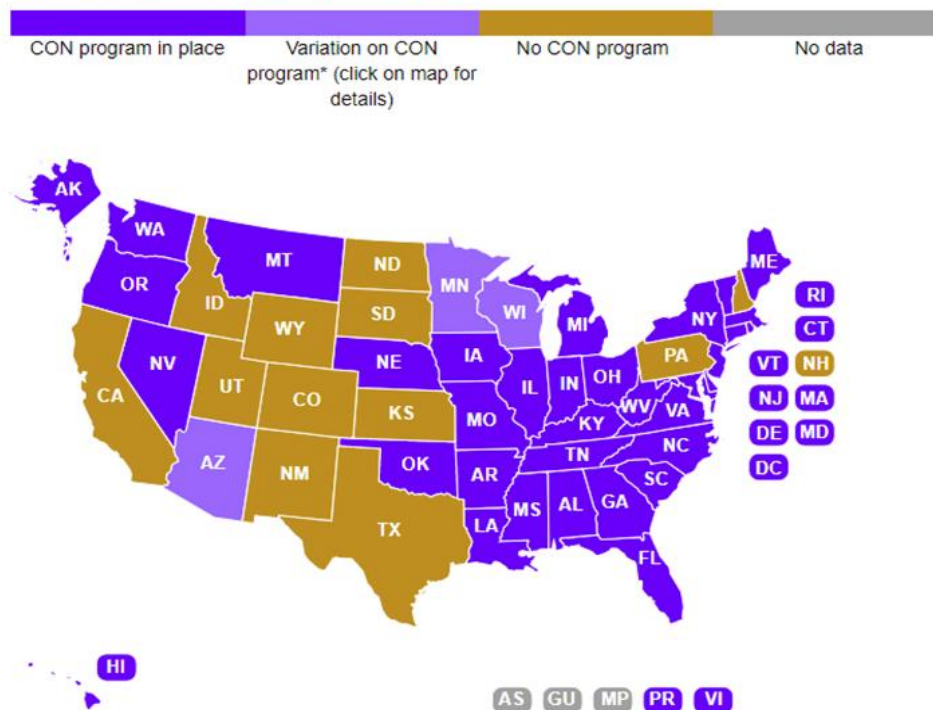 CON program in place
Variation on CON
program* (click on map for
details)
No CON program
No data
AK
WA
MT
ND
MN
ME
OR
ID
SD
WI
MI
NY
RI
WY
CT
NV
NE
IA
PA
VT
NH
CA
UT
CO
IL
IN
OH
NJ
MA
KS
MO
WV
VA
KY
DE
MD
AZ
NM
OK
AR
TN
NC
DC
SC
TX
LA
MS
AL
GA
FL
HI
AS
GU
MP
PR
VI